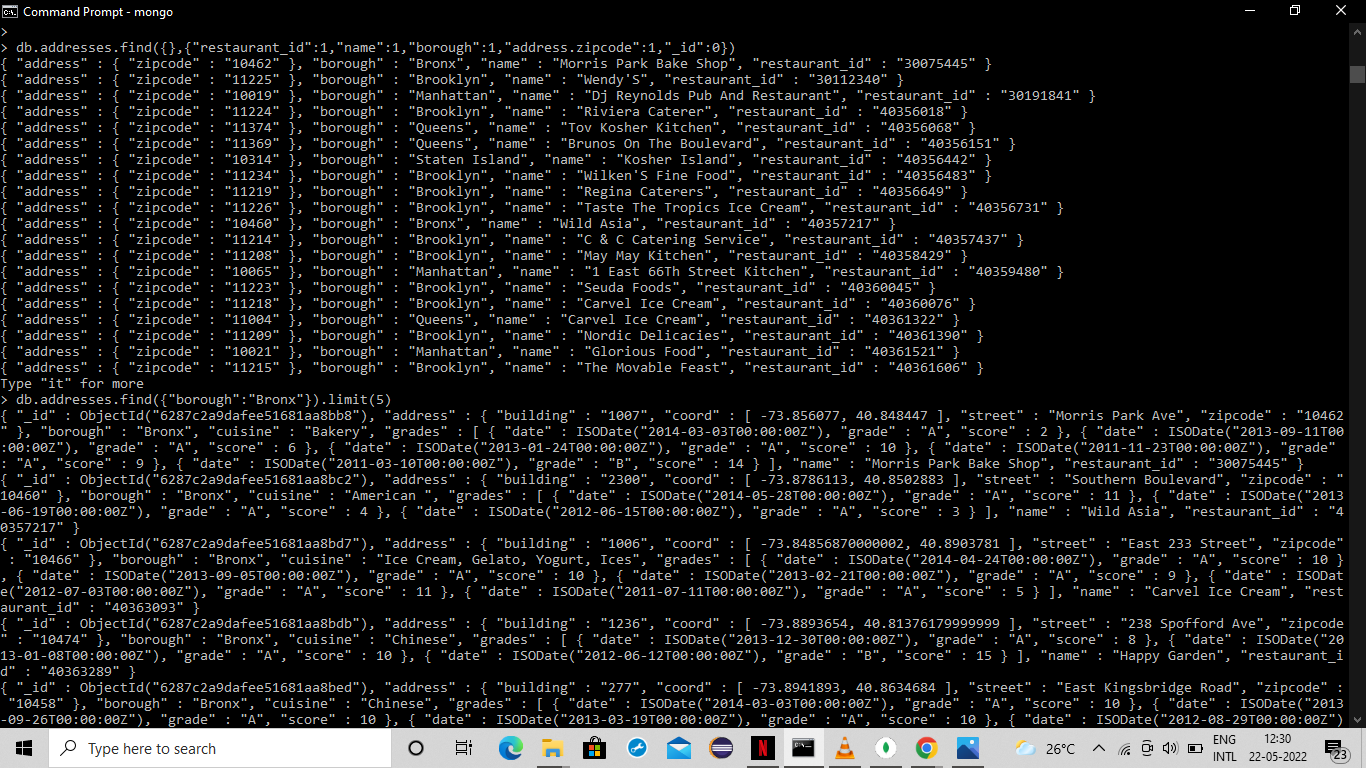 Command Prompt - mongo
>
> db.addresses.find({},{"restaurant_id":1,"name":1,"borough":1,"address.zipcode":1,"_id":0})
{ "address" : { "zipcode" : "10462" }, "borough" : "Bronx", "name" : "Morris Park Bake Shop", "restaurant_id" : "30075445" }
{ "address" : { "zipcode" : "11225" }, "borough" : "Brooklyn", "name" : "Wendy'S", "restaurant_id" : "30112340" }
{ "address" : { "zipcode" : "10019" }, "borough" : "Manhattan", "name" : "Dj Reynolds Pub And Restaurant", "restaurant_id" : "30191841" }
{ "address" : { "zipcode" : "11224" }, "borough" : "Brooklyn", "name" : "Riviera Caterer", "restaurant_id" : "40356018" }
{ "address" : { "zipcode" : "11374" }, "borough" : "Queens", "name" : "Tov Kosher Kitchen", "restaurant_id" : "40356068" }
{ "address" : { "zipcode" : "11369" }, "borough" : "Queens", "name" : "Brunos On The Boulevard", "restaurant_id" : "40356151" }
{ "address" : { "zipcode" : "10314" }, "borough" : "Staten Island", "name" : "Kosher Island", "restaurant_id" : "40356442" }
{ "address" : { "zipcode" : "11234" }, "borough" : "Brooklyn", "name" : "Wilken'S Fine Food", "restaurant_id" : "40356483" }
{ "address" : { "zipcode" : "11219" }, "borough" : "Brooklyn", "name" : "Regina Caterers", "restaurant_id" : "40356649" }
{ "address" : { "zipcode" : "11226" }, "borough" : "Brooklyn", "name" : "Taste The Tropics Ice Cream", "restaurant_id" : "40356731" }
{ "address" : { "zipcode" : "10460" }, "borough" : "Bronx", "name" : "Wild Asia", "restaurant_id" : "40357217" }
{ "address" : { "zipcode" : "11214" }, "borough" : "Brooklyn", "name" : "C & C Catering Service", "restaurant_id" : "40357437" }
{ "address" : { "zipcode" : "11208" }, "borough" : "Brooklyn", "name" : "May May Kitchen", "restaurant_id" : "40358429" }
{ "address" : { "zipcode" : "10065" }, "borough" : "Manhattan", "name" : "1 East 66Th Street Kitchen", "restaurant_id" : "40359480" }
{ "address" : { "zipcode" : "11223" }, "borough" : "Brooklyn", "name" : "Seuda Foods", "restaurant_id" : "40360045" }
{ "address" : { "zipcode" : "11218" }, "borough" : "Brooklyn", "name" : "Carvel Ice Cream", "restaurant_id" : "40360076" }
{ "address" : { "zipcode" : "11004" }, "borough" : "Queens", "name" : "Carvel Ice Cream", "restaurant_id" : "40361322" }
{ "address" : { "zipcode" : "11209" }, "borough" : "Brooklyn", "name" : "Nordic Delicacies", "restaurant_id" : "40361390" }
{ "address" : { "zipcode" : "10021" }, "borough" : "Manhattan", "name" : "Glorious Food", "restaurant_id" : "40361521" }
{ "address" : { "zipcode" : "11215" }, "borough" : "Brooklyn", "name" : "The Movable Feast", "restaurant_id" : "40361606" }
Type "it" for more
> db.addresses.find({"borough":"Bronx"}).limit(5)
{ "_id" : ObjectId("6287c2a9dafee51681aa8bb8"), "address" : { "building" : "1007", "coord" : [ -73.856077, 40.848447 ], "street" : "Morris Park Ave", "zipcode" : "10462
" }, "borough" : "Bronx", "cuisine" : "Bakery", "grades" : [ { "date" : ISODate("2014-03-03T00:00:00Z"), "grade" : "A", "score" : 2 }, { "date" : ISODate("2013-09-11T00
:00:00Z"), "grade" : "A", "score" : 6 }, { "date" : ISODate("2013-01-24T00:00:00Z"), "grade" : "A", "score" : 10 }, { "date" : ISODate("2011-11-23T00:00:00Z"), "grade"
: "A", "score" : 9 }, { "date" : ISODate("2011-03-10T00:00:00Z"), "grade" : "B", "score" : 14 } ], "name" : "Morris Park Bake Shop", "restaurant_id" : "30075445" }
{ "_id" : ObjectId("6287c2a9dafee51681aa8bc2"), "address" : { "building" : "2300", "coord" : [ -73.8786113, 40.8502883 ], "street" : "Southern Boulevard", "zipcode" : "
10460" }, "borough" : "Bronx", "cuisine" : "American ", "grades" : [ { "date" : ISODate("2014-05-28T00:00:00Z"), "grade" : "A", "score" : 11 }, { "date" : ISODate("2013
-06-19T00:00:00Z"), "grade" : "A", "score" : 4 }, { "date" : ISODate("2012-06-15T00:00:00Z"), "grade" : "A", "score" : 3 } ], "name" : "Wild Asia", "restaurant_id" : "4
0357217" }
{ "_id" : ObjectId("6287c2a9dafee51681aa8bd7"), "address" : { "building" : "1006", "coord" : [ -73.84856870000002, 40.8903781 ], "street" : "East 233 Street", "zipcode"
 : "10466" }, "borough" : "Bronx", "cuisine" : "Ice Cream, Gelato, Yogurt, Ices", "grades" : [ { "date" : ISODate("2014-04-24T00:00:00Z"), "grade" : "A", "score" : 10 }
, { "date" : ISODate("2013-09-05T00:00:00Z"), "grade" : "A", "score" : 10 }, { "date" : ISODate("2013-02-21T00:00:00Z"), "grade" : "A", "score" : 9 }, { "date" : ISODat
e("2012-07-03T00:00:00Z"), "grade" : "A", "score" : 11 }, { "date" : ISODate("2011-07-11T00:00:00Z"), "grade" : "A", "score" : 5 } ], "name" : "Carvel Ice Cream", "rest
aurant_id" : "40363093" }
{ "_id" : ObjectId("6287c2a9dafee51681aa8bdb"), "address" : { "building" : "1236", "coord" : [ -73.8893654, 40.81376179999999 ], "street" : "238 Spofford Ave", "zipcode
" : "10474" }, "borough" : "Bronx", "cuisine" : "Chinese", "grades" : [ { "date" : ISODate("2013-12-30T00:00:00Z"), "grade" : "A", "score" : 8 }, { "date" : ISODate("20
13-01-08T00:00:00Z"), "grade" : "A", "score" : 10 }, { "date" : ISODate("2012-06-12T00:00:00Z"), "grade" : "B", "score" : 15 } ], "name" : "Happy Garden", "restaurant_i
d" : "40363289" }
{ "_id" : ObjectId("6287c2a9dafee51681aa8bed"), "address" : { "building" : "277", "coord" : [ -73.8941893, 40.8634684 ], "street" : "East Kingsbridge Road", "zipcode" :
 "10458" }, "borough" : "Bronx", "cuisine" : "Chinese", "grades" : [ { "date" : ISODate("2014-03-03T00:00:00Z"), "grade" : "A", "score" : 10 }, { "date" : ISODate("2013
-09-26T00:00:00Z"), "grade" : "A", "score" : 10 }, { "date" : ISODate("2013-03-19T00:00:00Z"), "grade" : "A", "score" : 10 }, { "date" : ISODate("2012-08-29T00:00:00Z")
Type here to search
26°C
ENG
INTL
12:30
22-05-2022
23